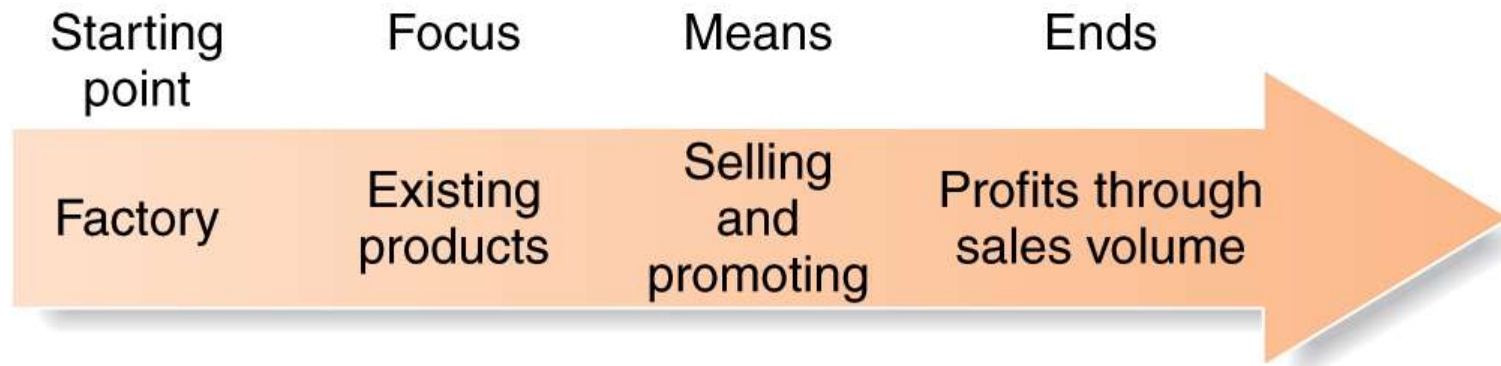 Starting
point
Focus
Means
Ends
Factory
Existing
products
Selling
and
promoting
Profits through
sales volume